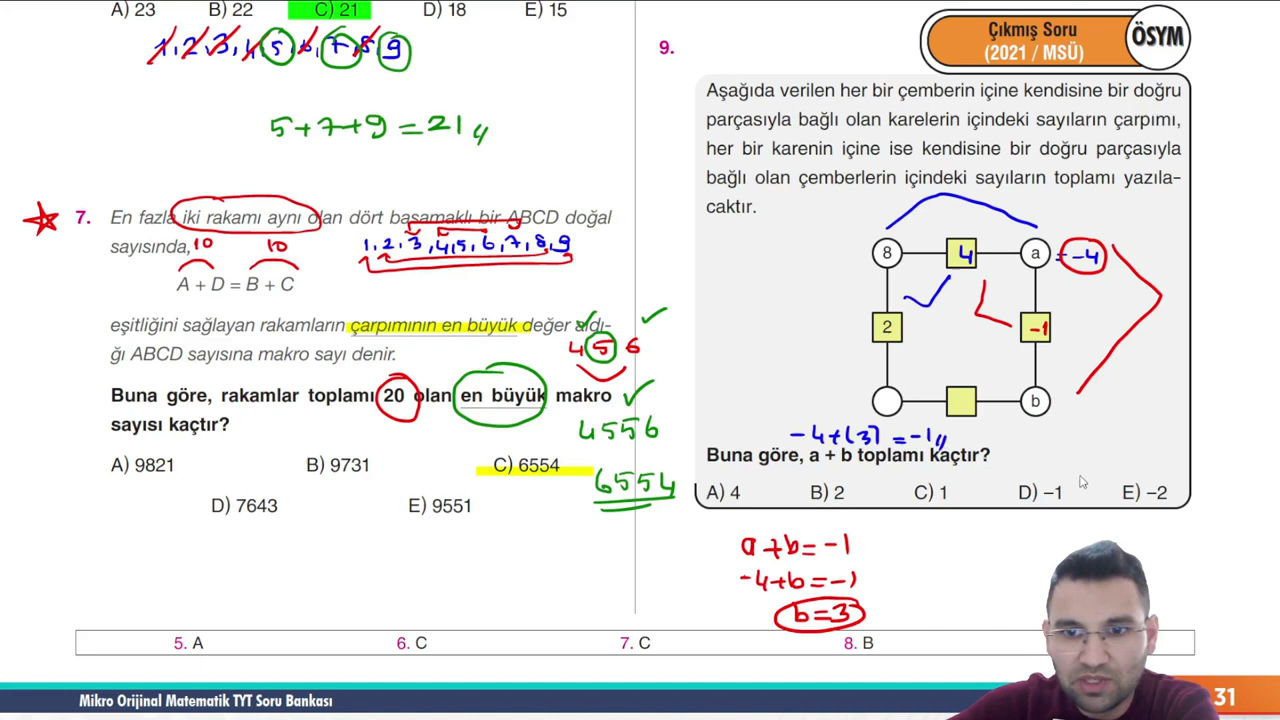 A) 23 B) 22 C) 21 D) 18 E) 15
1, 2, 3, 4, 5, 6, 7, 8, 9
5+7+9=21
7. En fazla iki rakamı aynı olan dört basamaklı bir ABCD doğal
sayısında,
10 10
1, 2, 3, 4, 5, 6, 7, 8, 9
A + D = B + C
eşitliğini sağlayan rakamların çarpımının en büyük değer aldı-
ğı ABCD sayısına makro sayı denir.
4 5 6
Buna göre, rakamlar toplamı 20 olan en büyük makro
sayısı kaçtır?
4556
A) 9821 B) 9731 C) 6554
6554
D) 7643 E) 9551
9.
Çıkmış Soru
(2021 / MSÜ)
ÖSYM
Aşağıda verilen her bir çemberin içine kendisine bir doğru
parçasıyla bağlı olan karelerin içindeki sayıların çarpımı,
her bir karenin içine ise kendisine bir doğru parçasıyla
bağlı olan çemberlerin içindeki sayıların toplamı yazıla-
caktır.
8 4 a = -4
2 -1
b
-4+(3) = -1
Buna göre, a + b toplamı kaçtır?
A) 4 B) 2 C) 1 D) –1 E) –2
a+b=-1
-4+b=-1
b=3
5. A 6. C 7. C 8. B
Mikro Orijinal Matematik TYT Soru Bankası
31